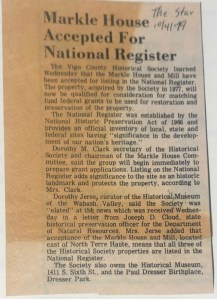 The Star
10/21/79
Markle House
Accepted For
National Register
The Vigo County Historical Society learned
Wednesday that the Markle House and Mill have
been accepted for listing in the National Register.
The property, acquired by the Society in 1977, will
now be qualified for consideration for matching
fund federal grants to be used for restoration and
preservation of the property.
The National Register was established by the
National Historic Preservation Act of 1966 and
provides an official inventory of local, state and
federal sites having "significance in the develop-
ment of our nation's heritage."
Dorothy M. Clark secretary of the Historical
Society and chairman of the Markle House Com-
mittee, said the group will begin immediately to
prepare grant applications. Listing on the National
Register adds significance to the site as an historic
landmark and protects the property, according to
Mrs. Clark.
Dorothy Jerse, curator of the Historical Museum
of the Wabash Valley, said the Society was
"elated" at the news which was received Wednes-
day in a letter from Joseph D. Cloud, state
historical preservation officer for the Department
of Natural Resources. Mrs. Jerse added that
acceptance of the Markle House and Mill, located
east of North Terre Haute, means that all three of
the Historical Society properties are listed in the
National Register.
The Society also owns the Historical Museum,
1411 S. Sixth St., and the Paul Dresser Birthplace,
Dresser Park.